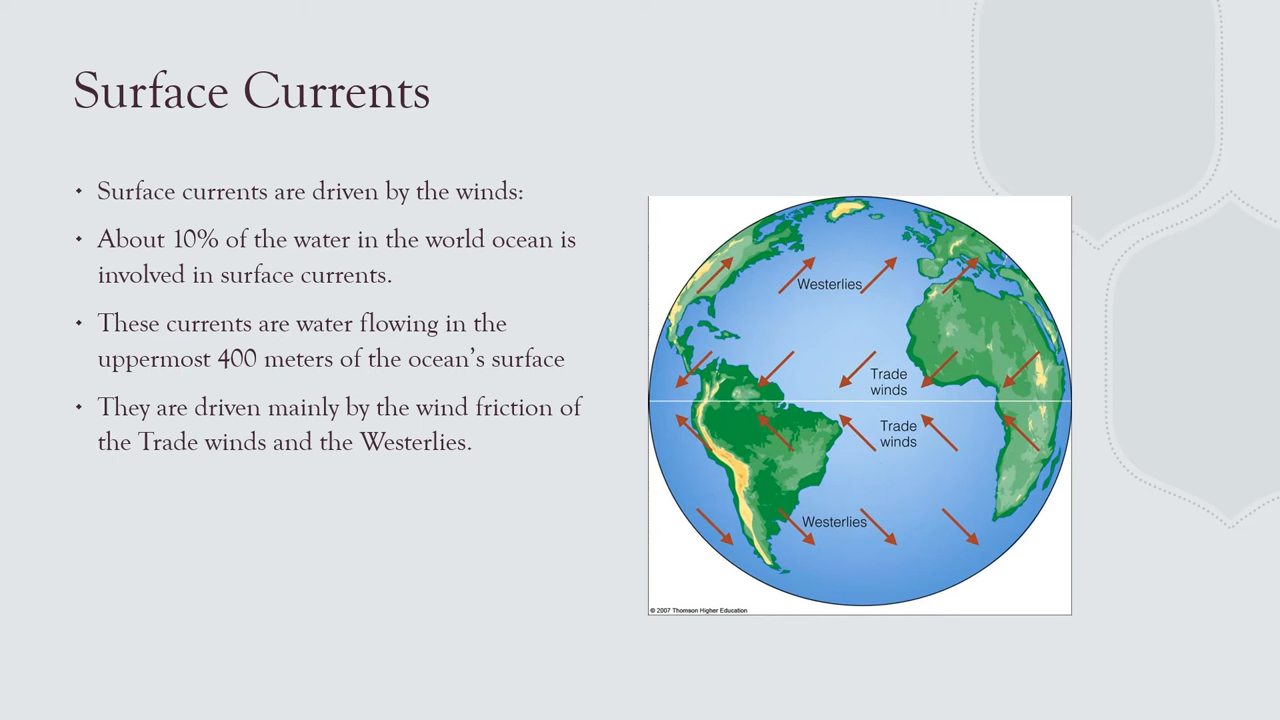 Surface Currents
• Surface currents are driven by the winds:
• About 10% of the water in the world ocean is
involved in surface currents.
• These currents are water flowing in the
uppermost 400 meters of the ocean’s surface
• They are driven mainly by the wind friction of
the Trade winds and the Westerlies.
Westerlies
Trade
winds
Trade
winds
Westerlies
© 2007 Thomson Higher Education